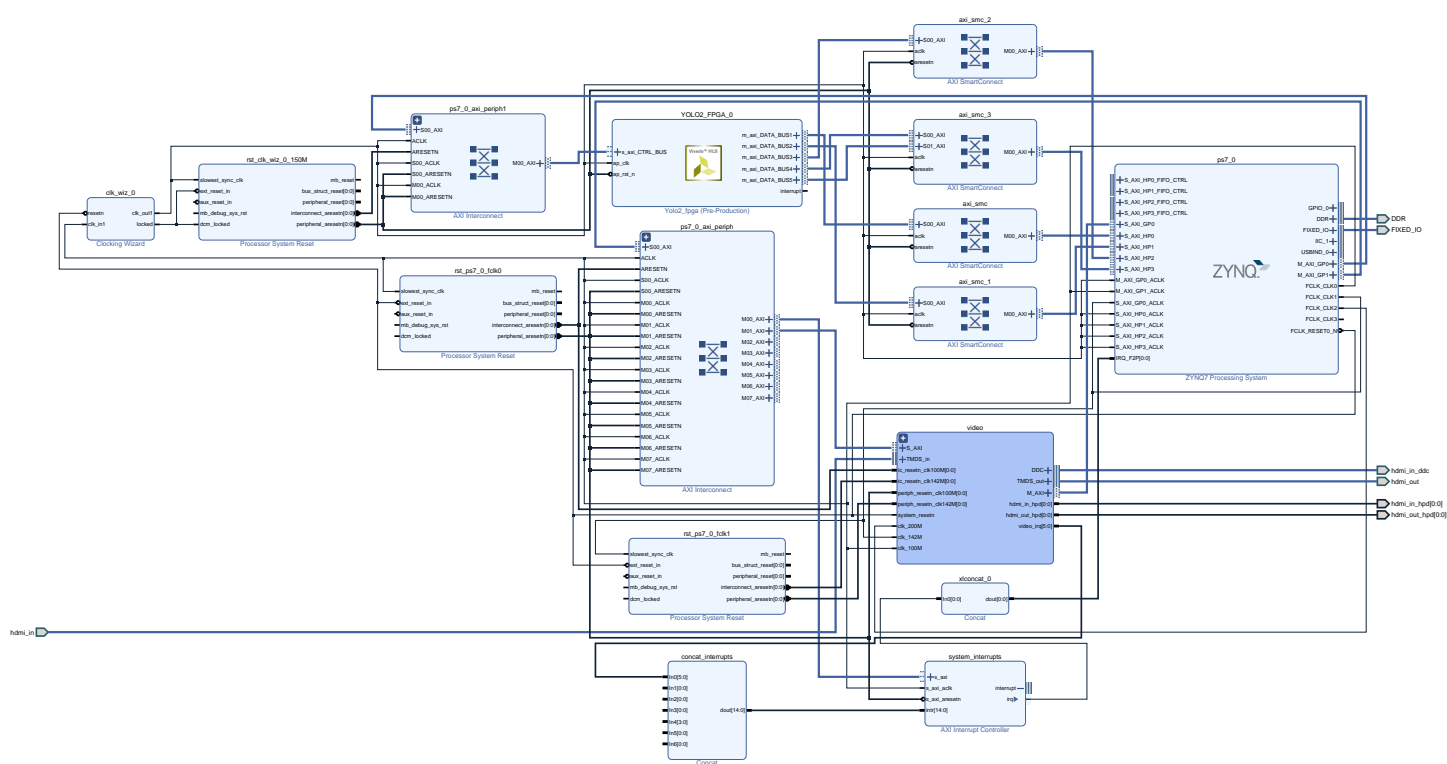 axi_smc_2
S00_AXI
aclk
aresetn
M00_AXI
AXI SmartConnect
ps7_0_axi_periph1
S00_AXI
ACLK
ARESETN
S00_ACLK
S00_ARESETN
M00_ACLK
M00_ARESETN
M00_AXI
AXI Interconnect
YOLO2_FPGA_0
s_axi_CTRL_BUS
ap_clk
ap_rst_n
m_axi_DATA_BUS1
m_axi_DATA_BUS2
m_axi_DATA_BUS3
m_axi_DATA_BUS4
m_axi_DATA_BUS5
interrupt
Vivado™ HLS
Yolo2_fpga (Pre-Production)
axi_smc_3
S00_AXI
S01_AXI
aclk
aresetn
M00_AXI
AXI SmartConnect
rst_clk_wiz_0_150M
slowest_sync_clk
ext_reset_in
aux_reset_in
mb_debug_sys_rst
dcm_locked
mb_reset
bus_struct_reset[0:0]
peripheral_reset[0:0]
interconnect_aresetn[0:0]
peripheral_aresetn[0:0]
Processor System Reset
clk_wiz_0
resetn
clk_in1
clk_out1
locked
Clocking Wizard
ps7_0
S_AXI_HP0_FIFO_CTRL
S_AXI_HP1_FIFO_CTRL
S_AXI_HP2_FIFO_CTRL
S_AXI_HP3_FIFO_CTRL
S_AXI_GP0
S_AXI_HP0
S_AXI_HP1
S_AXI_HP2
S_AXI_HP3
M_AXI_GP0_ACLK
M_AXI_GP1_ACLK
S_AXI_GP0_ACLK
S_AXI_HP0_ACLK
S_AXI_HP1_ACLK
S_AXI_HP2_ACLK
S_AXI_HP3_ACLK
IRQ_F2P[0:0]
ZYNQ
GPIO_0
DDR
FIXED_IO
IIC_1
USBIND_0
M_AXI_GP0
M_AXI_GP1
FCLK_CLK0
FCLK_CLK1
FCLK_CLK2
FCLK_CLK3
FCLK_RESET0_N
ZYNQ7 Processing System
DDR
FIXED_IO
axi_smc
S00_AXI
aclk
aresetn
M00_AXI
AXI SmartConnect
ps7_0_axi_periph
S00_AXI
ACLK
ARESETN
S00_ACLK
S00_ARESETN
M00_ACLK
M00_ARESETN
M01_ACLK
M01_ARESETN
M02_ACLK
M02_ARESETN
M03_ACLK
M03_ARESETN
M04_ACLK
M04_ARESETN
M05_ACLK
M05_ARESETN
M06_ACLK
M06_ARESETN
M07_ACLK
M07_ARESETN
M00_AXI
M01_AXI
M02_AXI
M03_AXI
M04_AXI
M05_AXI
M06_AXI
M07_AXI
AXI Interconnect
rst_ps7_0_fclk0
slowest_sync_clk
ext_reset_in
aux_reset_in
mb_debug_sys_rst
dcm_locked
mb_reset
bus_struct_reset[0:0]
peripheral_reset[0:0]
interconnect_aresetn[0:0]
peripheral_aresetn[0:0]
Processor System Reset
axi_smc_1
S00_AXI
aclk
aresetn
M00_AXI
AXI SmartConnect
video
S_AXI
TMDS_in
ic_resetn_clk100M[0:0]
ic_resetn_clk142M[0:0]
periph_resetn_clk100M[0:0]
periph_resetn_clk142M[0:0]
system_resetn
clk_200M
clk_142M
clk_100M
DDC
TMDS_out
M_AXI
hdmi_in_hpd[0:0]
hdmi_out_hpd[0:0]
video_irq[5:0]
hdmi_in_ddc
hdmi_out
hdmi_in_hpd[0:0]
hdmi_out_hpd[0:0]
rst_ps7_0_fclk1
slowest_sync_clk
ext_reset_in
aux_reset_in
mb_debug_sys_rst
dcm_locked
mb_reset
bus_struct_reset[0:0]
peripheral_reset[0:0]
interconnect_aresetn[0:0]
peripheral_aresetn[0:0]
Processor System Reset
xlconcat_0
In0[0:0]
dout[0:0]
Concat
hdmi_in
concat_interrupts
In0[5:0]
In1[0:0]
In2[0:0]
In3[0:0]
In4[3:0]
In5[0:0]
In6[0:0]
dout[14:0]
Concat
system_interrupts
s_axi
s_axi_aclk
s_axi_aresetn
intr[14:0]
interrupt
irq
AXI Interrupt Controller